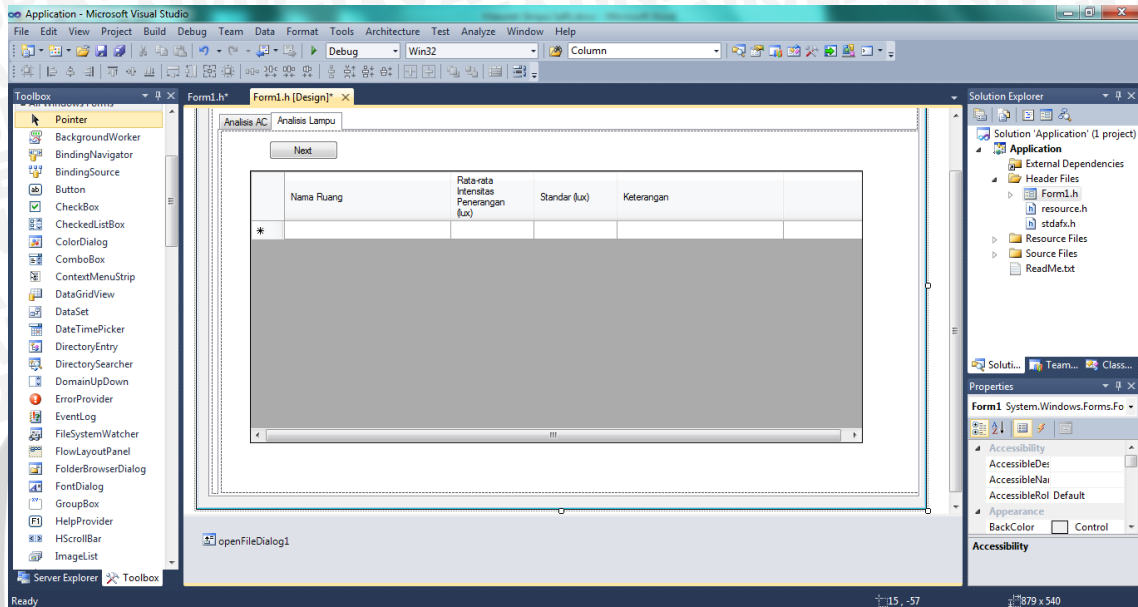 Application - Microsoft Visual Studio
File Edit View Project Build Debug Team Data Format Tools Architecture Test Analyze Window Help
Debug Win32 Column
Toolbox
All Windows Forms
Pointer
BackgroundWorker
BindingNavigator
BindingSource
Button
CheckBox
CheckedListBox
ColorDialog
ComboBox
ContextMenuStrip
DataGridView
DataSet
DateTimePicker
DirectoryEntry
DirectorySearcher
DomainUpDown
ErrorProvider
EventLog
FileSystemWatcher
FlowLayoutPanel
FolderBrowserDialog
FontDialog
GroupBox
HelpProvider
HScrollBar
ImageList
Server Explorer Toolbox
Form1.h* Form1.h [Design]*
Analisis AC Analisis Lampu
Next
Nama Ruang
Rata-rata
Intensitas
Penerangan
(lux)
Standar (lux)
Keterangan
openFileDialog1
Solution Explorer
Solution 'Application' (1 project)
Application
External Dependencies
Header Files
Form1.h
resource.h
stdafx.h
Resource Files
Source Files
ReadMe.txt
Soluti... Team... Class...
Properties
Form1 System.Windows.Forms.Fo
Accessibility
AccessibleDes
AccessibleNai
AccessibleRol Default
Appearance
BackColor Control
Accessibility
Ready 15 , -57 879 x 540